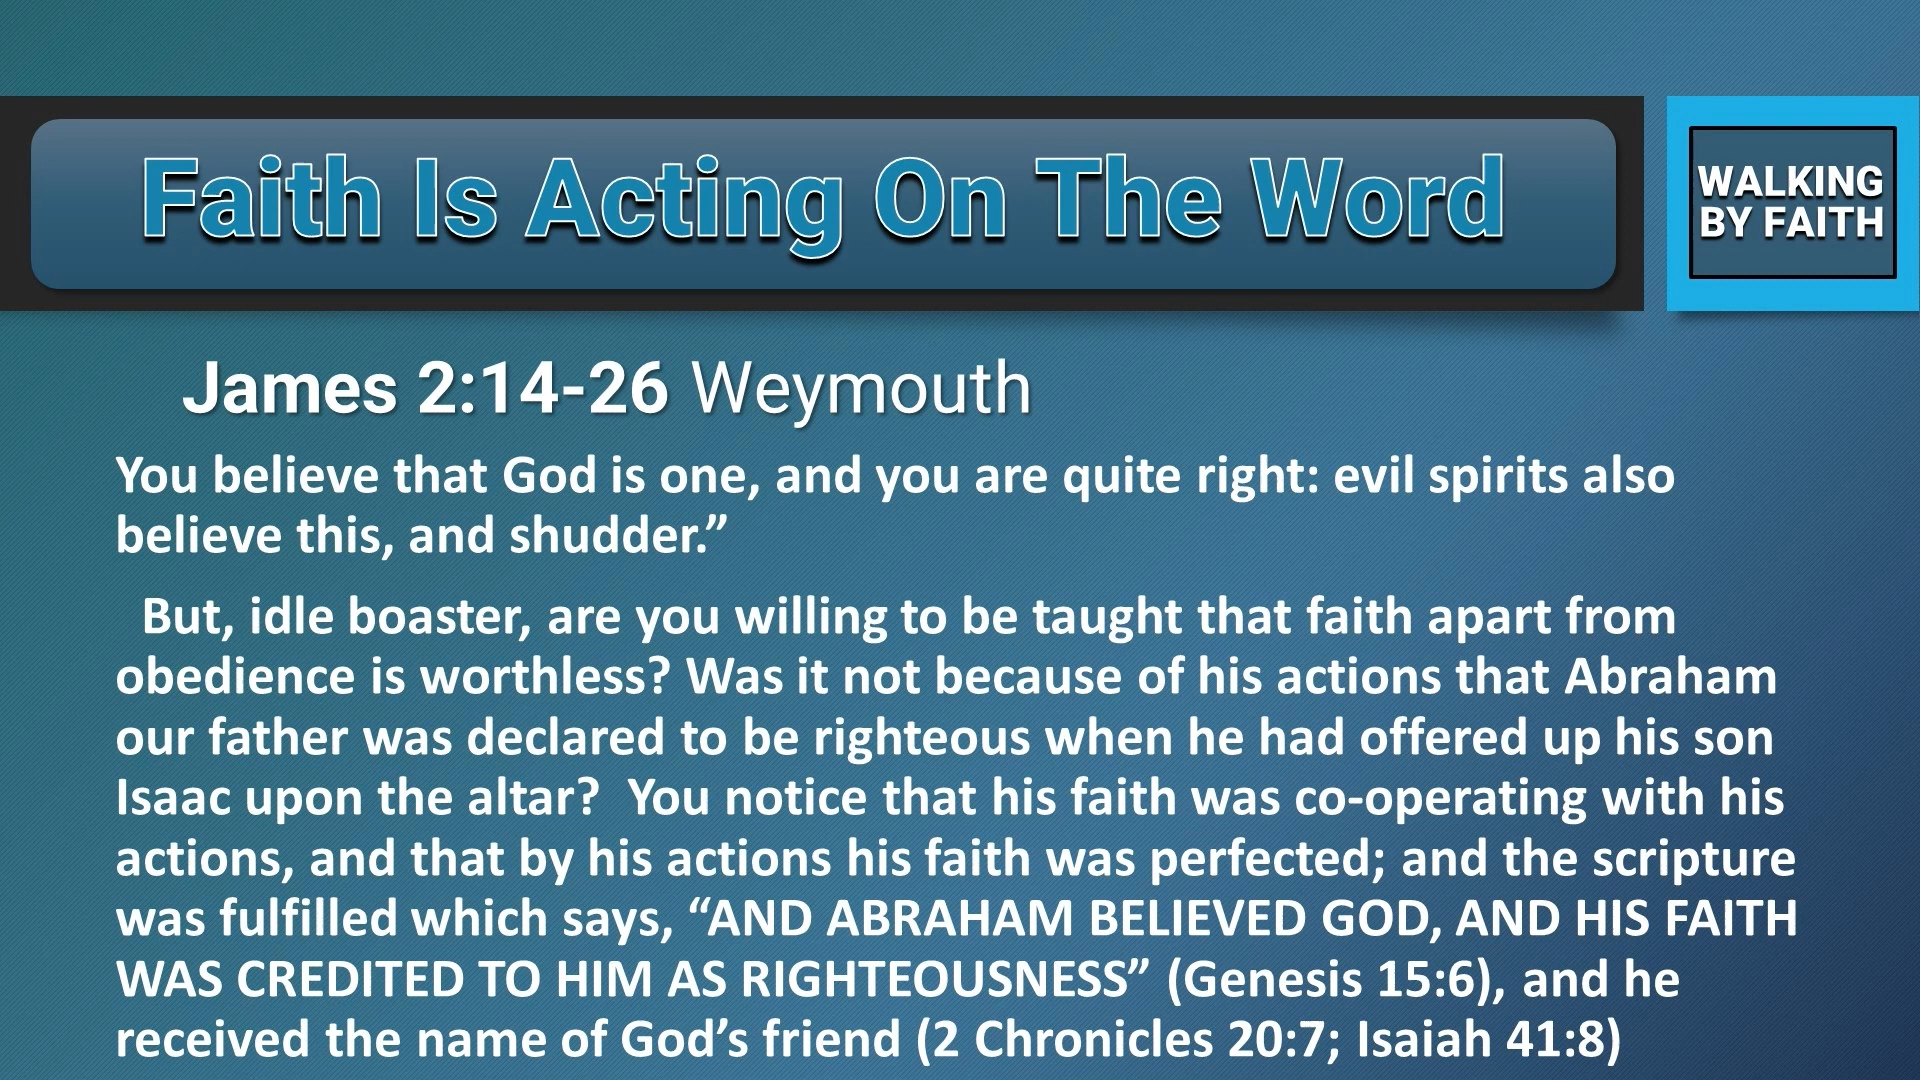 Faith Is Acting On The Word
WALKING
BY FAITH
James 2:14-26 Weymouth
You believe that God is one, and you are quite right: evil spirits also
believe this, and shudder.”
But, idle boaster, are you willing to be taught that faith apart from
obedience is worthless? Was it not because of his actions that Abraham
our father was declared to be righteous when he had offered up his son
Isaac upon the altar?  You notice that his faith was co-operating with his
actions, and that by his actions his faith was perfected; and the scripture
was fulfilled which says, “AND ABRAHAM BELIEVED GOD, AND HIS FAITH
WAS CREDITED TO HIM AS RIGHTEOUSNESS” (Genesis 15:6), and he
received the name of God’s friend (2 Chronicles 20:7; Isaiah 41:8)